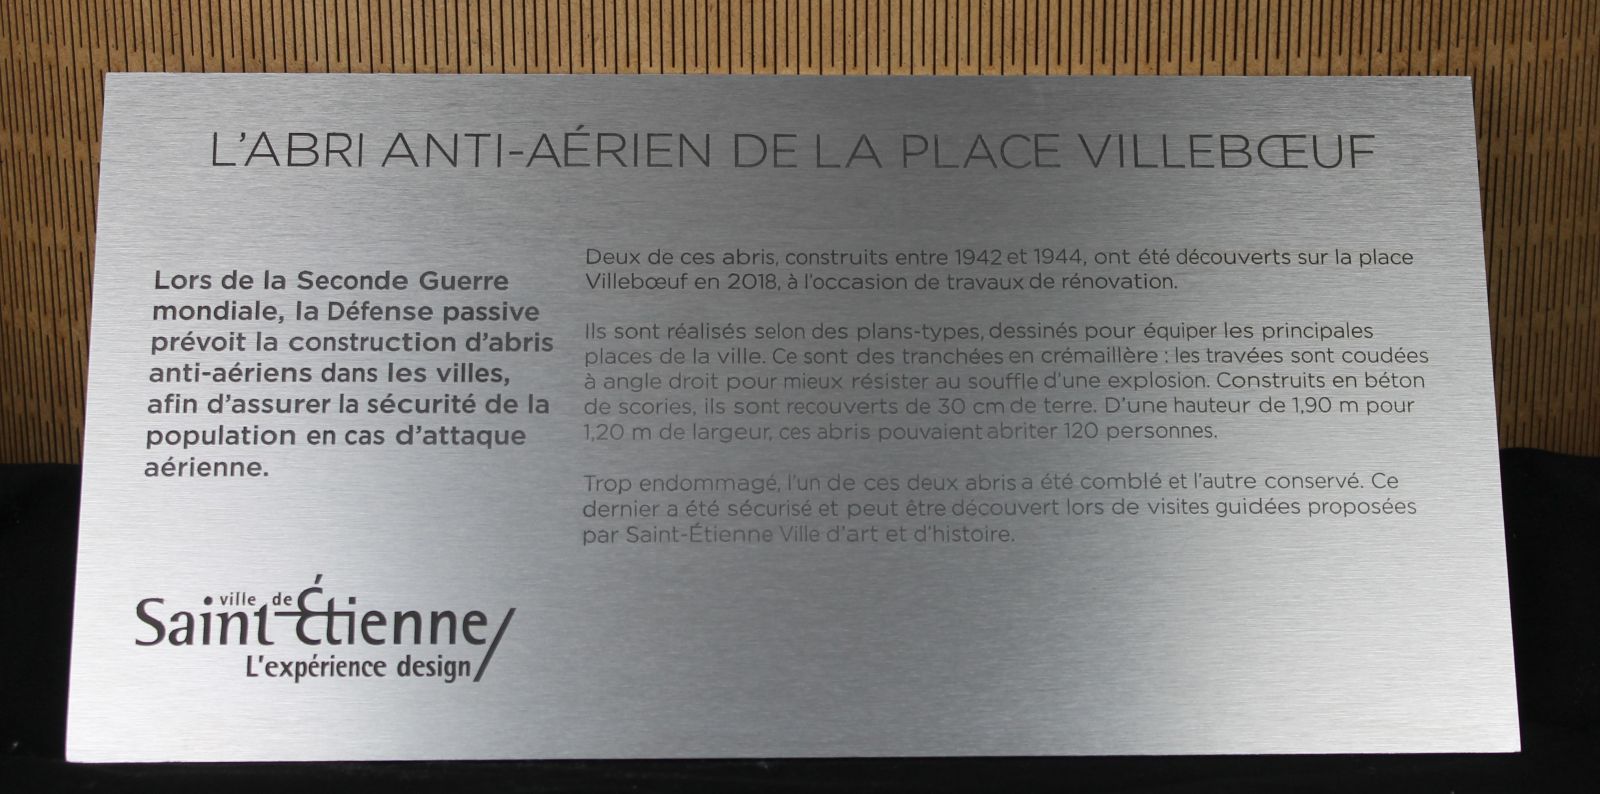 L'ABRI ANTI-AÉRIEN DE LA PLACE VILLEBŒUF
Lors de la Seconde Guerre
mondiale, la Défense passive
prévoit la construction d'abris
anti-aériens dans les villes,
afin d'assurer la sécurité de la
population en cas d'attaque
aérienne.
Deux de ces abris, construits entre 1942 et 1944, ont été découverts sur la place
Villebœuf en 2018, à l'occasion de travaux de rénovation.
Ils sont réalisés selon des plans-types, dessinés pour équiper les principales
places de la ville. Ce sont des tranchées en crémaillère : les travées sont coudées
à angle droit pour mieux résister au souffle d'une explosion. Construits en béton
de scories, ils sont recouverts de 30 cm de terre. D'une hauteur de 1,90 m pour
1,20 m de largeur, ces abris pouvaient abriter 120 personnes.
Trop endommagé, l'un de ces deux abris a été comblé et l'autre conservé. Ce
dernier a été sécurisé et peut être découvert lors de visites guidées proposées
par Saint-Étienne Ville d'art et d'histoire.
ville de
Saint-Étienne
L'expérience design